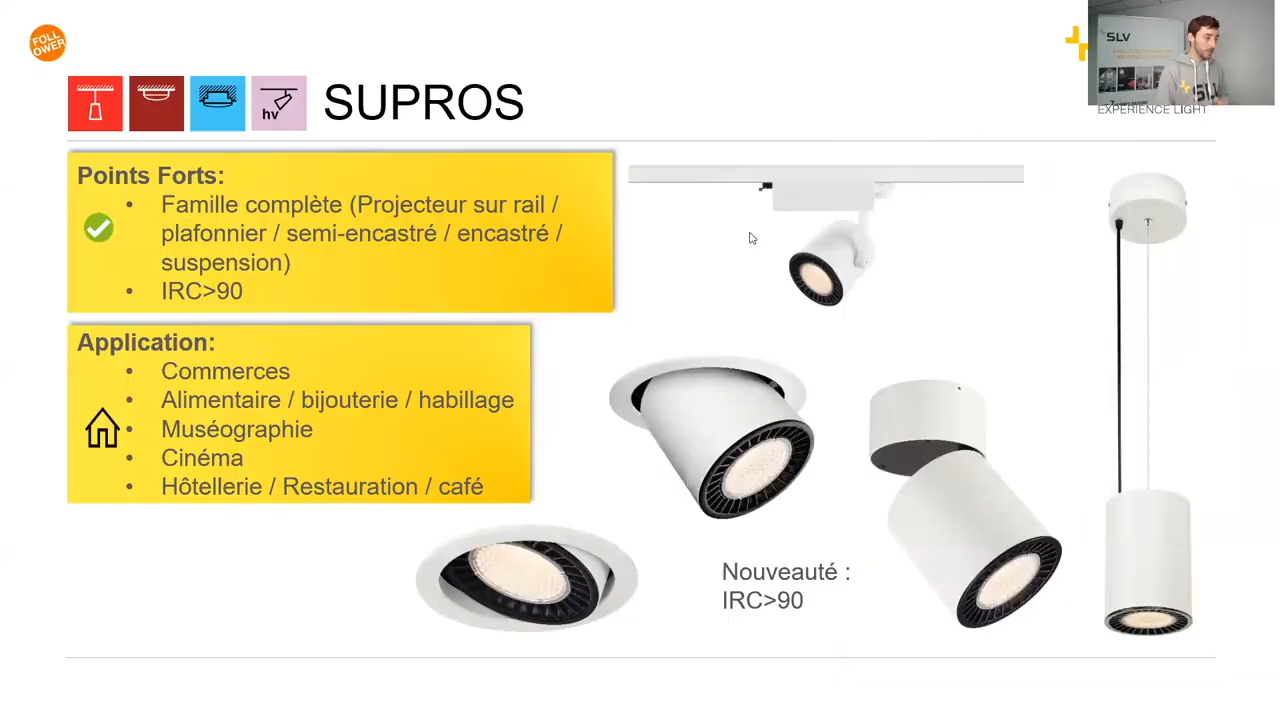 FOLL
OWER
hv
SUPROS
SLV
SLV
EXPERIENCE LIGHT
Points Forts:
• Famille complète (Projecteur sur rail /
plafonnier / semi-encastré / encastré /
suspension)
• IRC>90
Application:
• Commerces
• Alimentaire / bijouterie / habillage
• Muséographie
• Cinéma
• Hôtellerie / Restauration / café
Nouveauté :
IRC>90